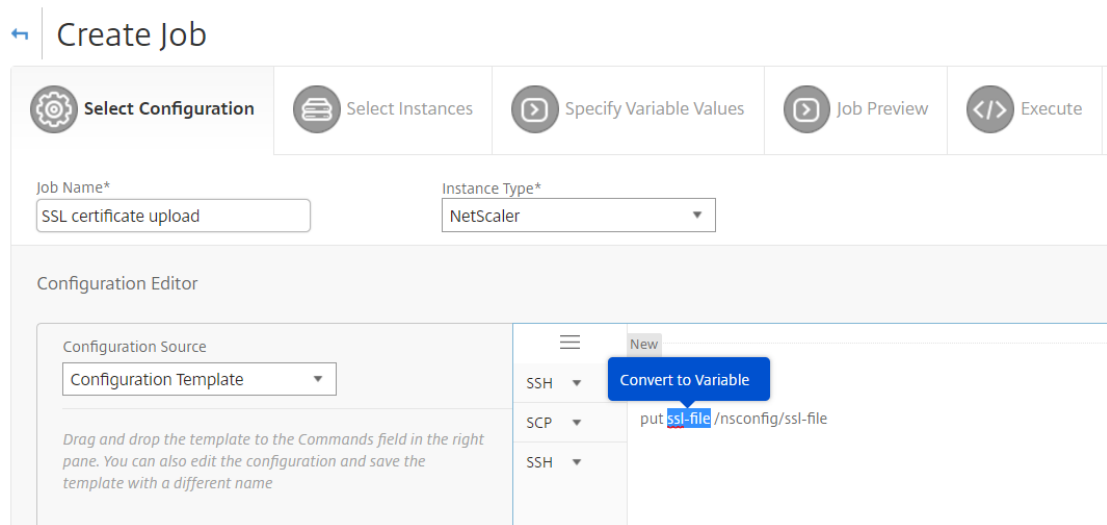 Create Job
Select Configuration
Select Instances
Specify Variable Values
Job Preview
Execute
Job Name*
Instance Type*
SSL certificate upload
NetScaler
Configuration Editor
Configuration Source
Configuration Template
Drag and drop the template to the Commands field in the right
pane. You can also edit the configuration and save the
template with a different name
New
SSH
Convert to Variable
SCP
put ssl-file /nsconfig/ssl-file
SSH